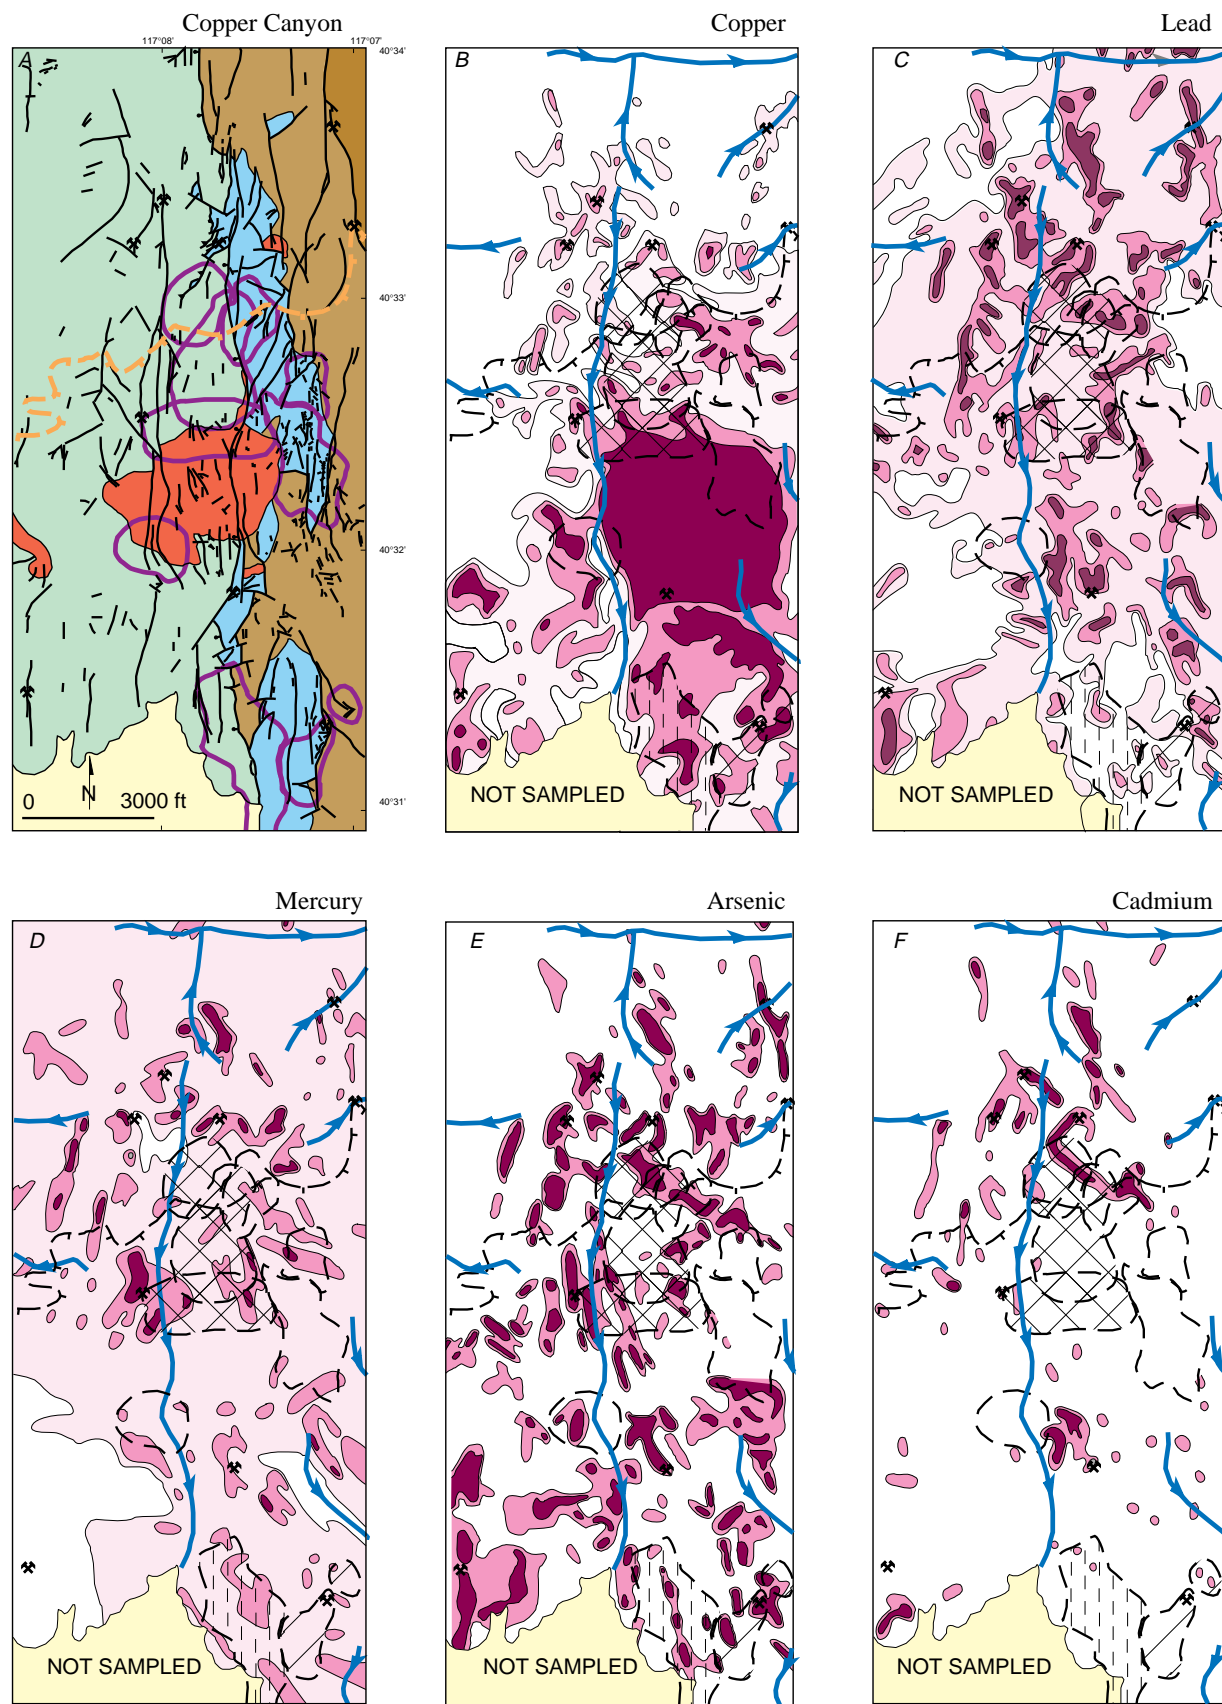 Copper Canyon
Copper
Lead
117°08'
117°07'
40°34'
A
B
C
40°33'
40°32'
40°31'
N
0 3000 ft
NOT SAMPLED
NOT SAMPLED
Mercury
Arsenic
Cadmium
D
E
F
NOT SAMPLED
NOT SAMPLED
NOT SAMPLED